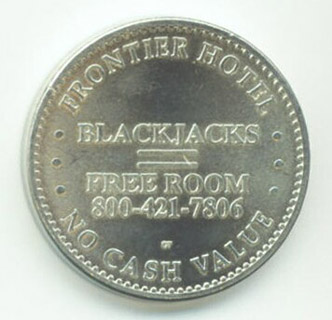 FRONTIER HOTEL
BLACKJACKS
=
FREE ROOM
800-421-7806
NO CASH VALUE